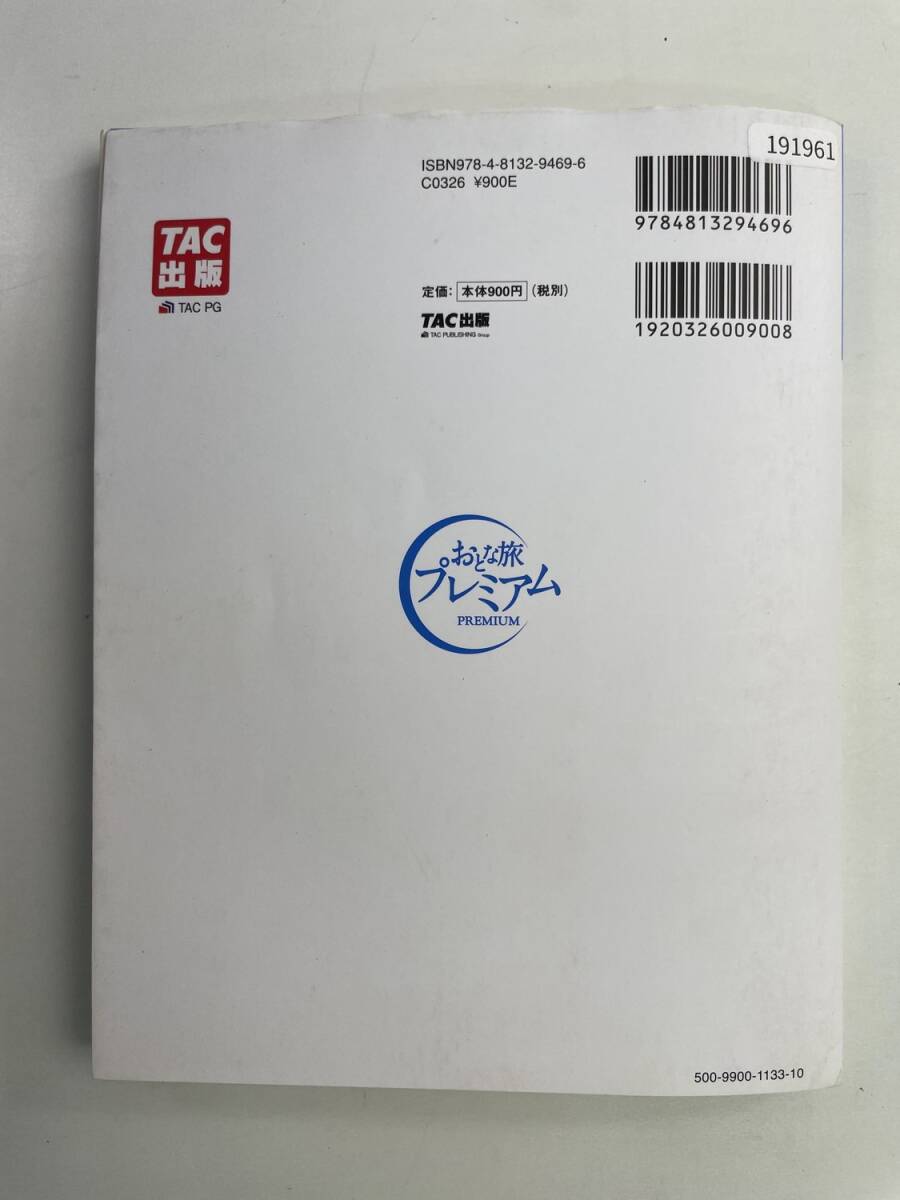 191961
ISBN978-4-8132-9469-6
C0326 ¥900E
9784813294696
TAC
出版
TAC PG
定価: 本体900円 (税別)
TAC出版
TAC PUBLISHING Group
1920326009008
おとな旅
プレミアム
PREMIUM
500-9900-1133-10